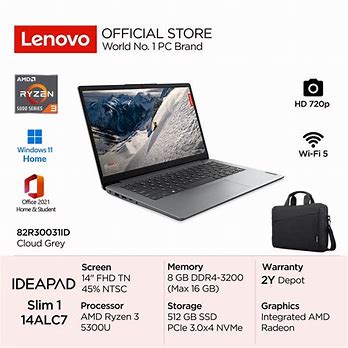 Lenovo
OFFICIAL STORE
World No. 1 PC Brand
AMD
RYZEN
5000 SERIES
3
HD 720p
Windows 11
Home
Wi-Fi 5
Office 2021
Home & Student
82R30031ID
Cloud Grey
IDEAPAD
Slim 1
14ALC7
Screen
14" FHD TN
45% NTSC
Processor
AMD Ryzen 3
5300U
Memory
8 GB DDR4-3200
(Max 16 GB)
Storage
512 GB SSD
PCIe 3.0x4 NVMe
Warranty
2Y Depot
Graphics
Integrated AMD
Radeon